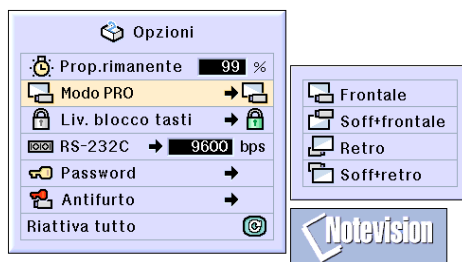 Opzioni
Prop.rimanente 99 %
Modo PRO
Liv. blocco tasti
RS-232C 9600 bps
Password
Antifurto
Riattiva tutto
Frontale
Soff+frontale
Retro
Soff+retro
Notevision